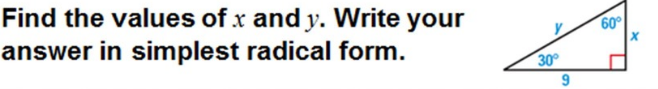 Find the values of x and y. Write your
answer in simplest radical form.
y
60°
x
30°
9